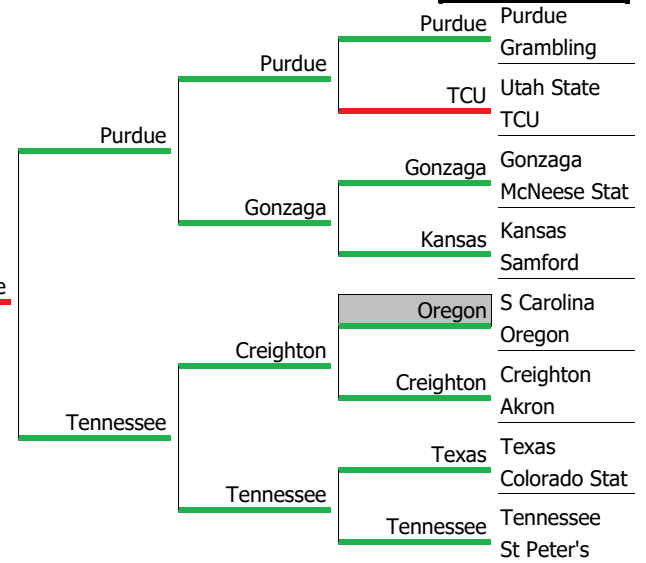 Purdue
Purdue
Grambling
Purdue
TCU
Utah State
TCU
Purdue
Gonzaga
Gonzaga
McNeese Stat
Gonzaga
Kansas
Kansas
Samford
e
Oregon
S Carolina
Oregon
Creighton
Creighton
Creighton
Akron
Tennessee
Texas
Texas
Colorado Stat
Tennessee
Tennessee
Tennessee
St Peter's